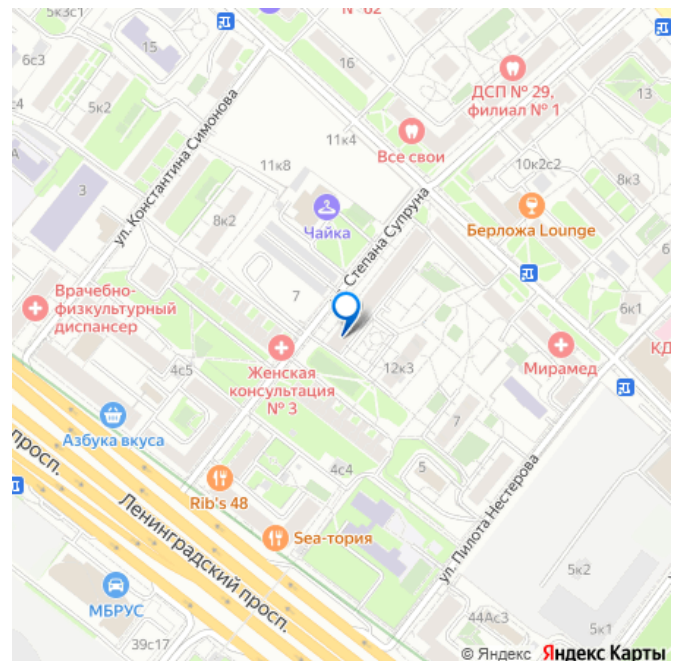 5к3с1
№ 62
15
6с3
16
ДСП № 29,
филиал № 1
13
5к2
11к4
Все свои
ул. Константина Симонова
11к8
10к2с2
8к3
3
8к2
Чайка
Степана Супруна
Берложа Lounge
7
Врачебно-
физкультурный
диспансер
6к1
КД
Женская
консультация
№ 3
12к3
Мирамед
4с5
7
Азбука вкуса
просп.
4с4
5
Rib's 48
ул. Пилота Нестерова
Ленинградский просп.
Sea-тория
5к2
МБРУС
44Ас3
5к1
39с17
© Яндекс Яндекс Карты